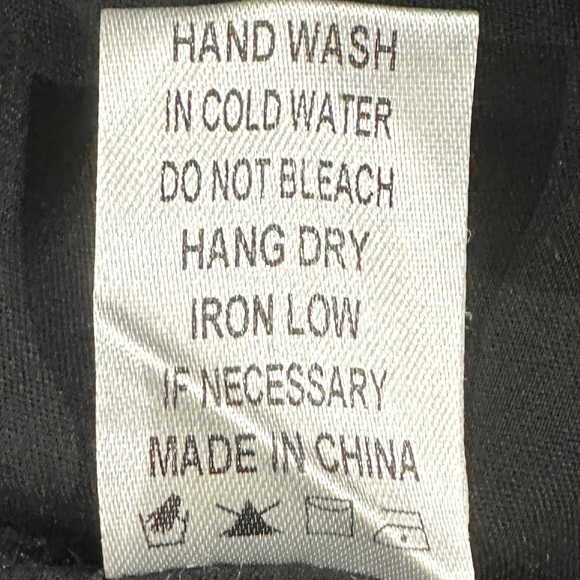 HAND WASH
IN COLD WATER
DO NOT BLEACH
HANG DRY
IRON LOW
IF NECESSARY
MADE IN CHINA